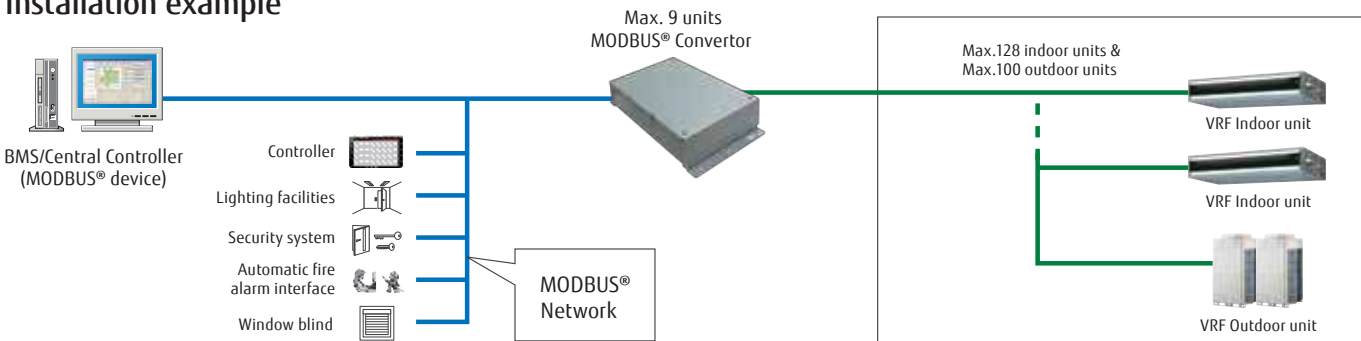 Installation example
Max. 9 units
MODBUS® Convertor
Max.128 indoor units &
Max.100 outdoor units
VRF Indoor unit
BMS/Central Controller
(MODBUS® device)
Controller
Lighting facilities
Security system
Automatic fire
alarm interface
Window blind
MODBUS®
Network
VRF Indoor unit
VRF Outdoor unit